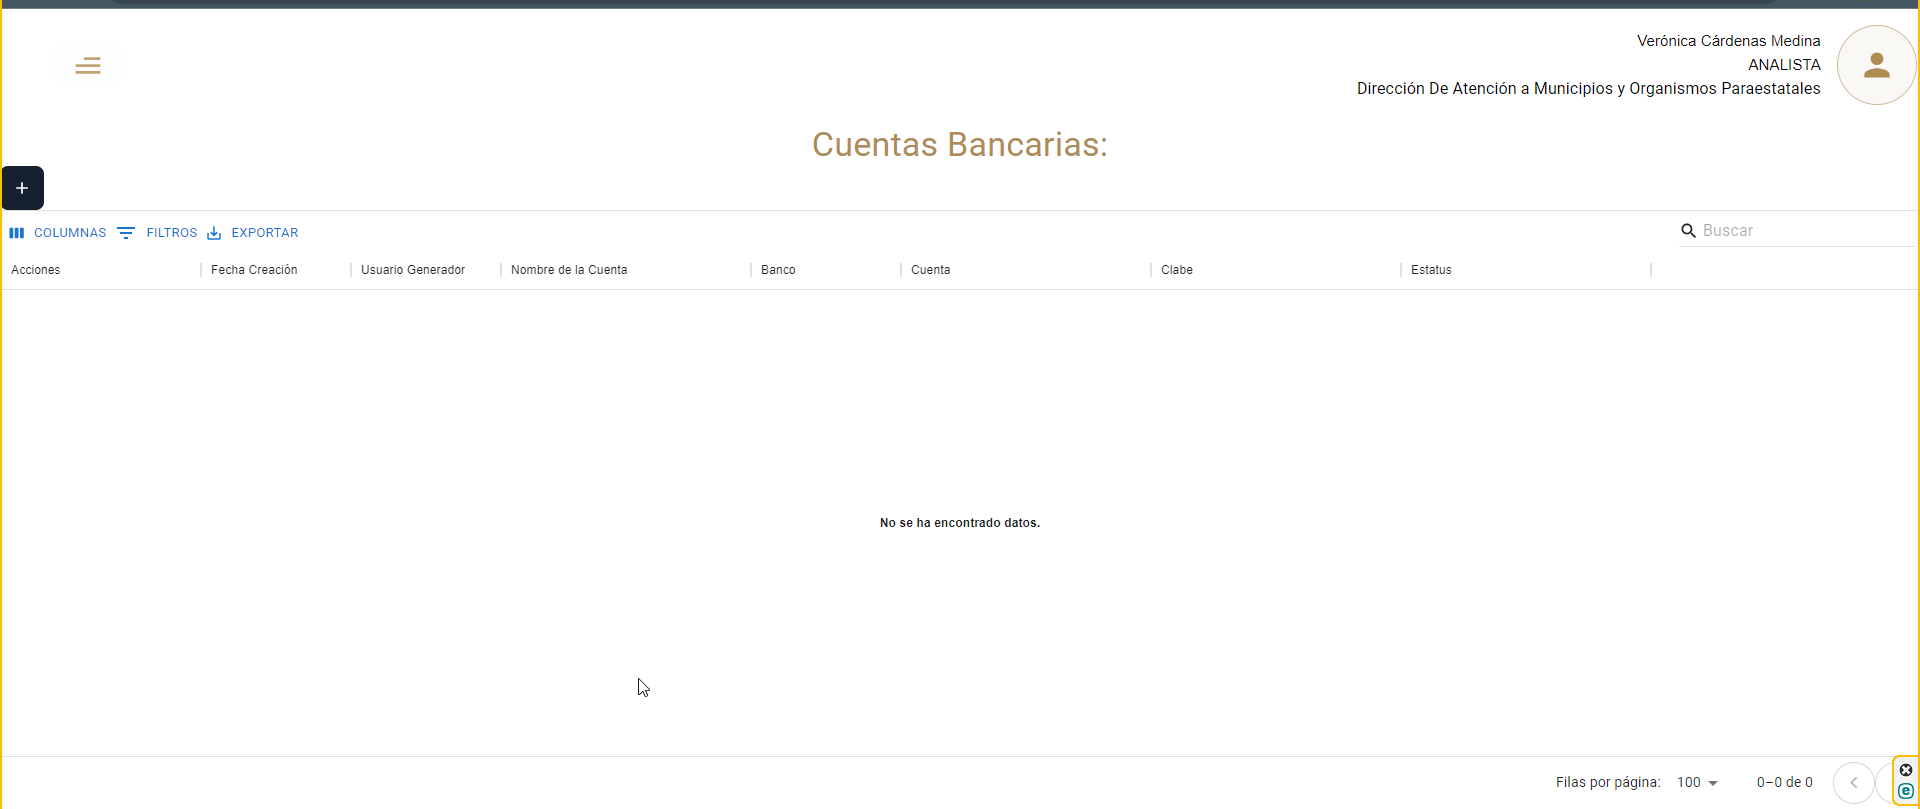 Verónica Cárdenas Medina
ANALISTA
Dirección De Atención a Municipios y Organismos Paraestatales
Cuentas Bancarias:
+
COLUMNAS FILTROS EXPORTAR Buscar
Acciones Fecha Creación Usuario Generador Nombre de la Cuenta Banco Cuenta Clabe Estatus
No se ha encontrado datos.
Filas por página: 100 0–0 de 0